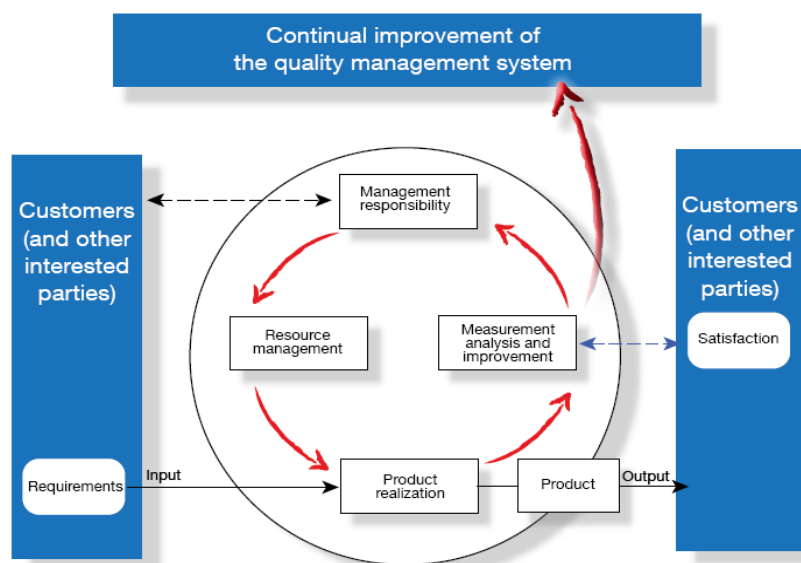 Continual improvement of
the quality management system
Customers
(and other
interested
parties)
Management
responsibility
Customers
(and other
interested
parties)
Resource
management
Measurement
analysis and
improvement
Satisfaction
Requirements
Input
Product
realization
Product
Output